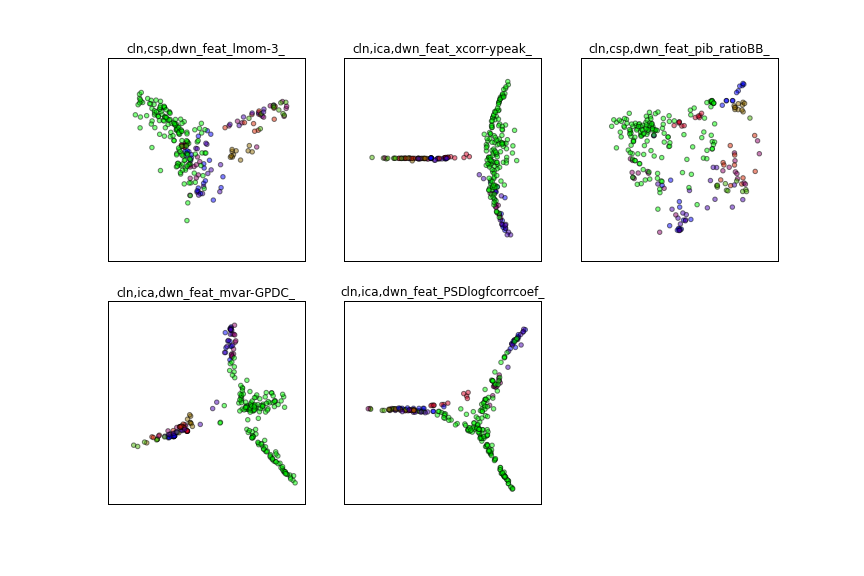 cln,csp,dwn_feat_lmom-3_
cln,ica,dwn_feat_xcorr-ypeak_
cln,csp,dwn_feat_pib_ratioBB_
cln,ica,dwn_feat_mvar-GPDC_
cln,ica,dwn_feat_PSDlogfcorrcoef_